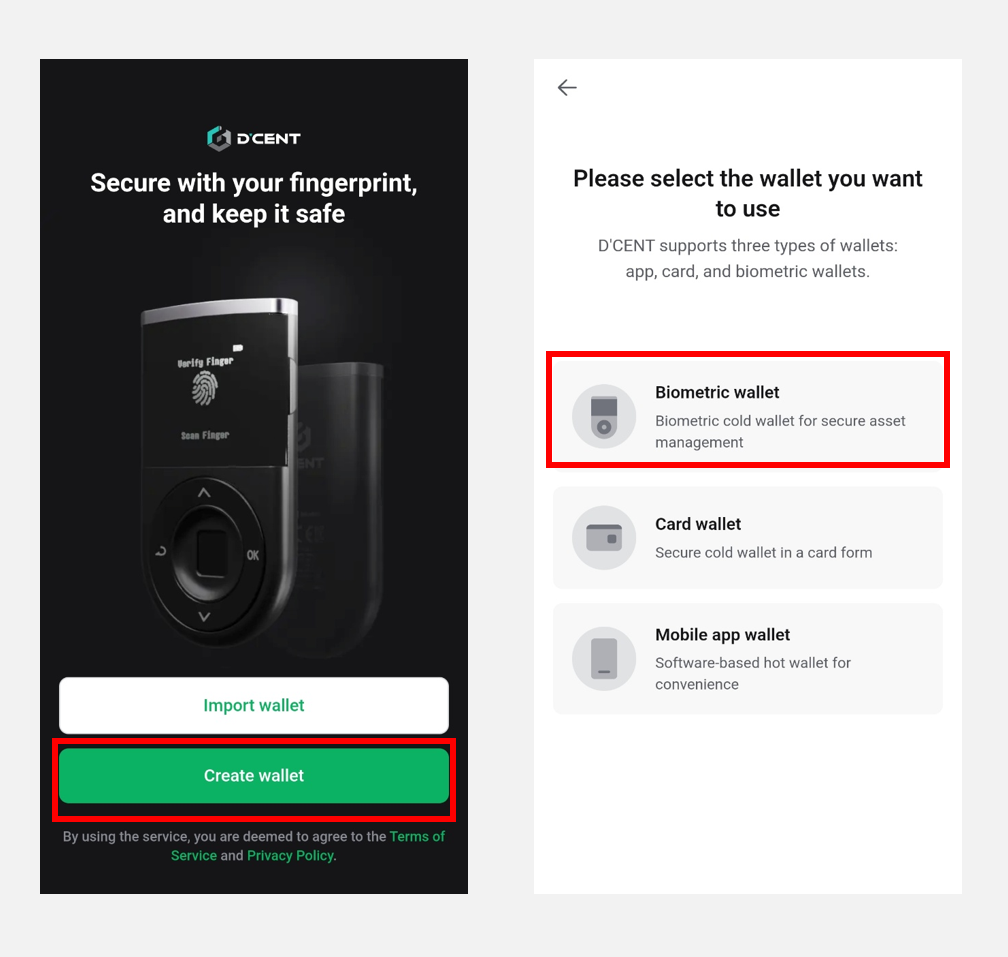 D'CENT
Secure with your fingerprint,
and keep it safe
Verify Finger
Scan Finger
OK
Import wallet
Create wallet
By using the service, you are deemed to agree to the Terms of
Service and Privacy Policy.
Please select the wallet you want
to use
D'CENT supports three types of wallets:
app, card, and biometric wallets.
Biometric wallet
Biometric cold wallet for secure asset
management
Card wallet
Secure cold wallet in a card form
Mobile app wallet
Software-based hot wallet for
convenience